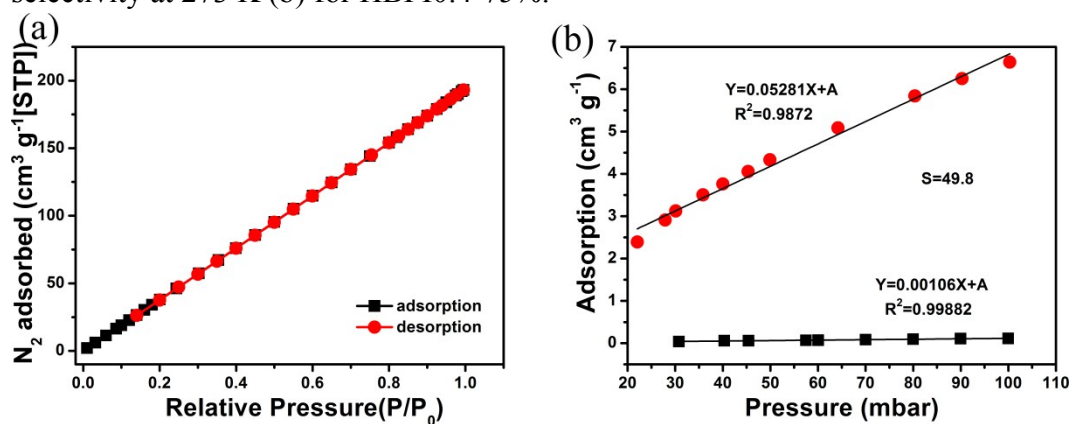 selectivity at 273 K (b) for HBPI0.4-75%.
(a)
N₂ adsorbed (cm³ g⁻¹[STP])
200
150
100
50
0
adsorption
desorption
0.0 0.2 0.4 0.6 0.8 1.0
Relative Pressure(P/P₀)
(b)
Adsorption (cm³ g⁻¹)
7
6
5
4
3
2
1
0
Y=0.05281X+A
R²=0.9872
S=49.8
Y=0.00106X+A
R²=0.99882
20 30 40 50 60 70 80 90 100 110
Pressure (mbar)